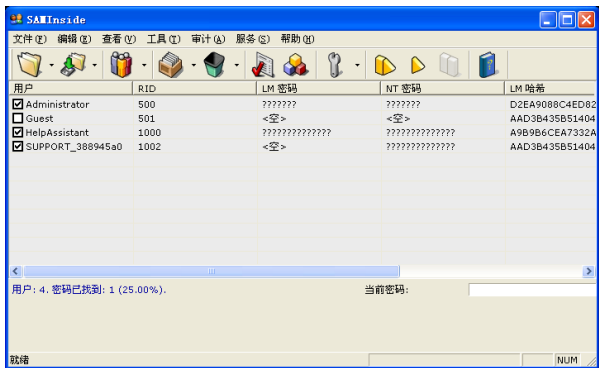 SAMInside
文件(F) 编辑(E) 查看(V) 工具(T) 审计(A) 服务(S) 帮助(H)
用户 RID LM 密码 NT 密码 LM 哈希
Administrator 500 ??????? ??????? D2EA9088C4ED82
Guest 501 <空> <空> AAD3B435B51404
HelpAssistant 1000 ?????????????? ?????????????? A9B9B6CEA7332A
SUPPORT_388945a0 1002 <空> ?????????????? AAD3B435B51404
用户: 4. 密码已找到: 1 (25.00%). 当前密码:
就绪 NUM